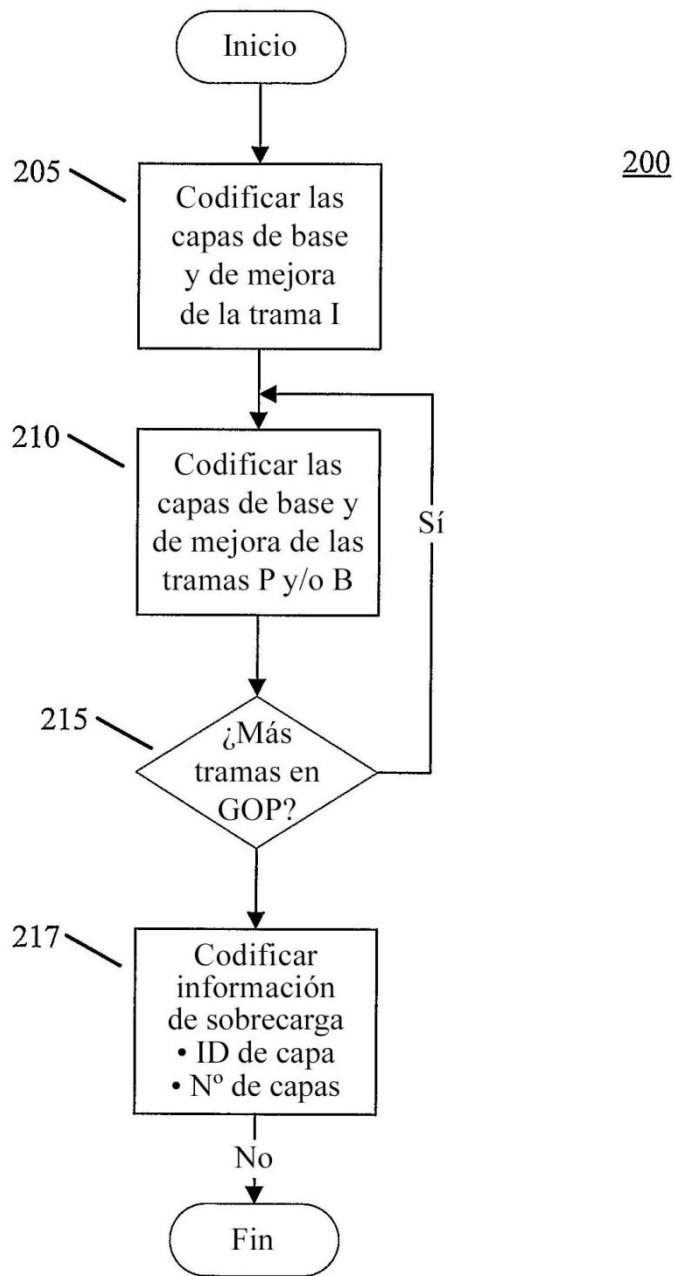 Inicio
200
205
Codificar las
capas de base
y de mejora
de la trama I
210
Codificar las
capas de base y
de mejora de las
tramas P y/o B
Sí
215
¿Más
tramas en
GOP?
217
Codificar
información
de sobrecarga
• ID de capa
• Nº de capas
No
Fin